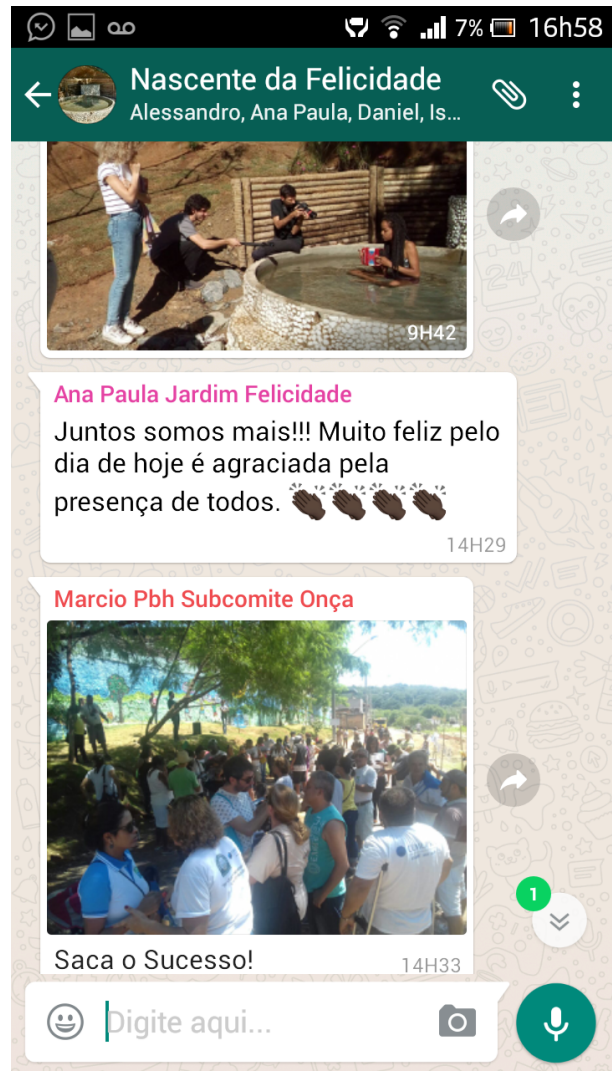 7% 16h58
Nascente da Felicidade
Alessandro, Ana Paula, Daniel, Is...
9H42
Ana Paula Jardim Felicidade
Juntos somos mais!!! Muito feliz pelo
dia de hoje é agraciada pela
presença de todos. 👏🏿👏🏿👏🏿👏🏿
14H29
Marcio Pbh Subcomite Onça
1
Saca o Sucesso!
14H33
Digite aqui...